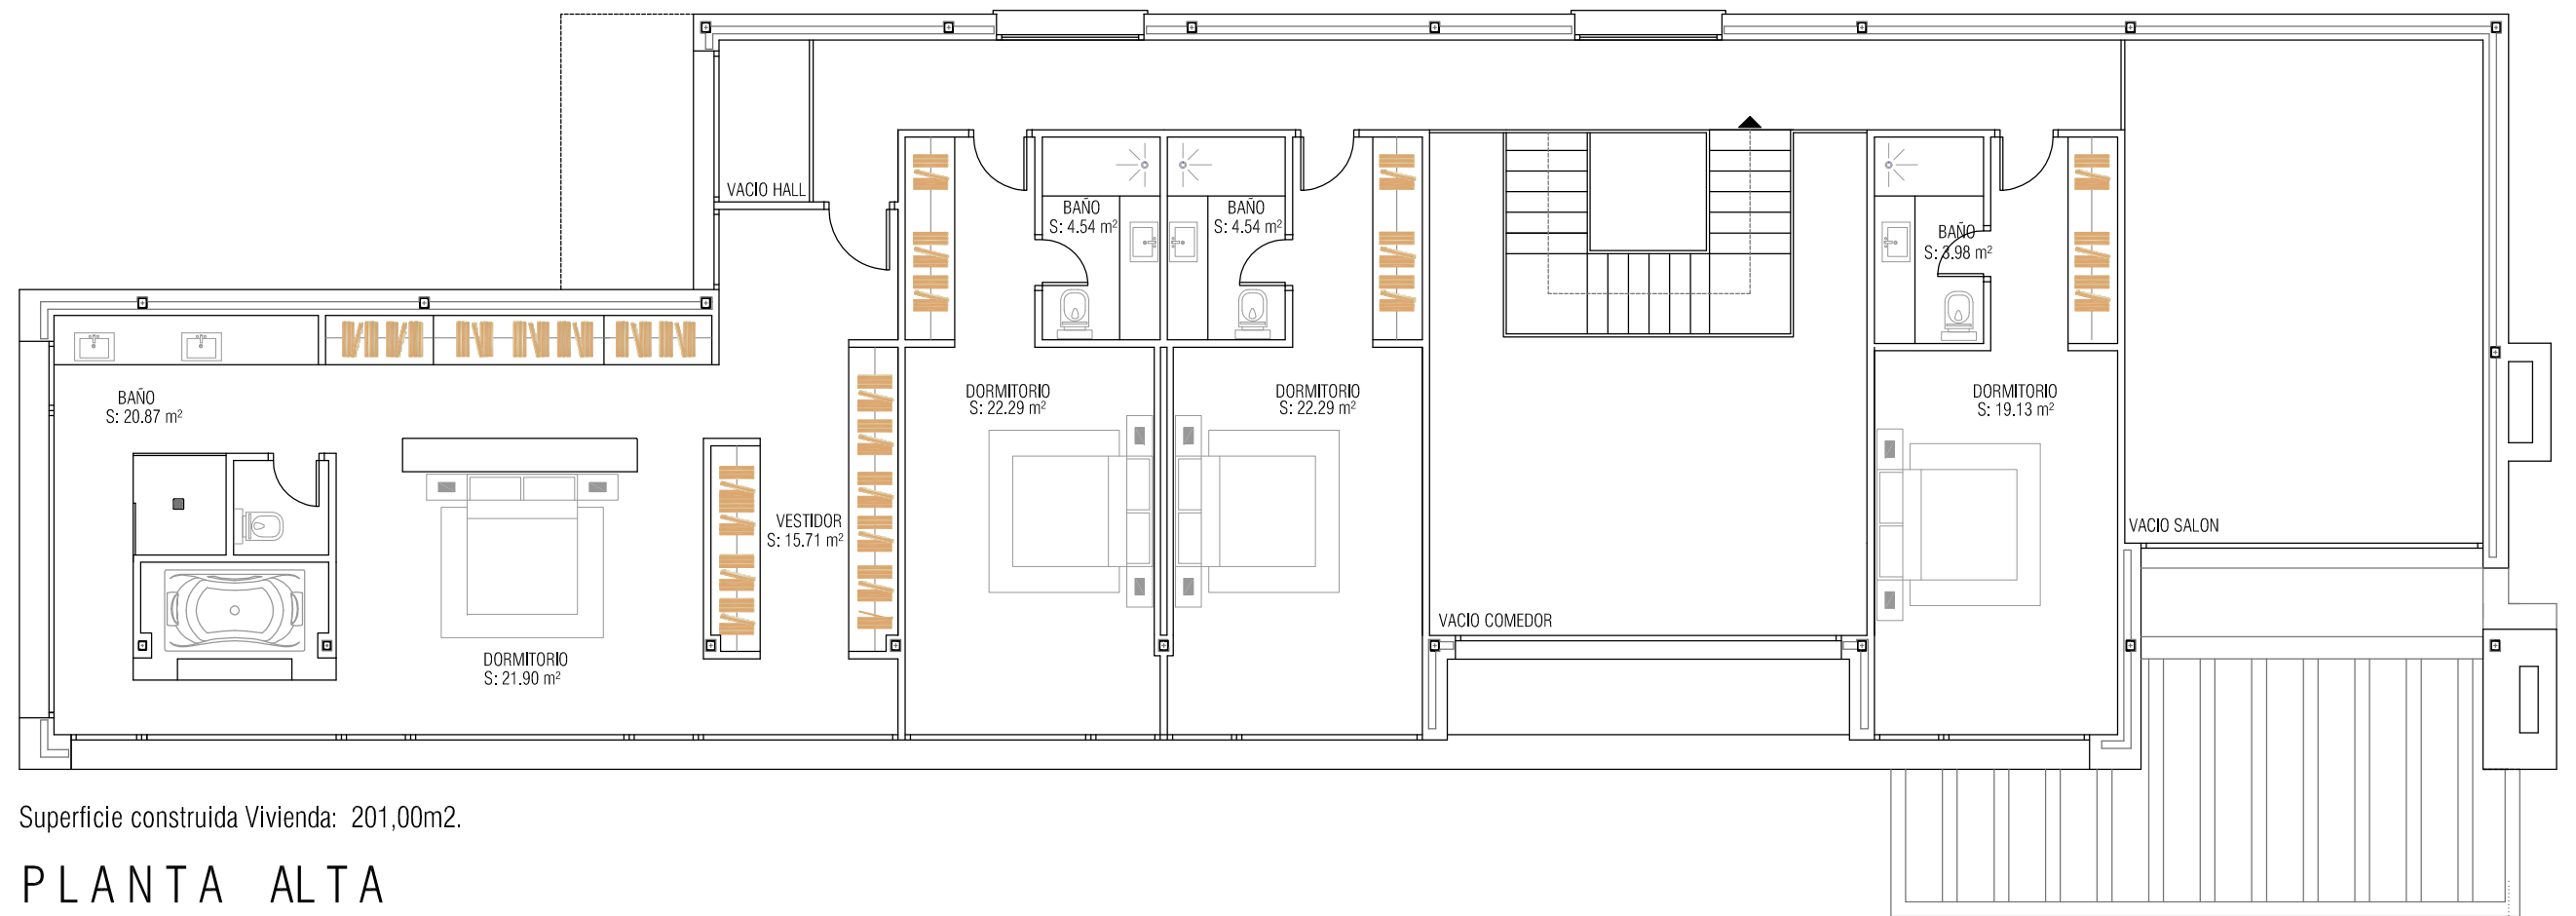 VACIO HALL
BAÑO
S: 4.54 m²
BAÑO
S: 4.54 m²
BAÑO
S: 3.98 m²
BAÑO
S: 20.87 m²
DORMITORIO
S: 22.29 m²
DORMITORIO
S: 22.29 m²
DORMITORIO
S: 19.13 m²
VESTIDOR
S: 15.71 m²
VACIO SALON
VACIO COMEDOR
DORMITORIO
S: 21.90 m²
Superficie construida Vivienda: 201,00m2.
PLANTA ALTA